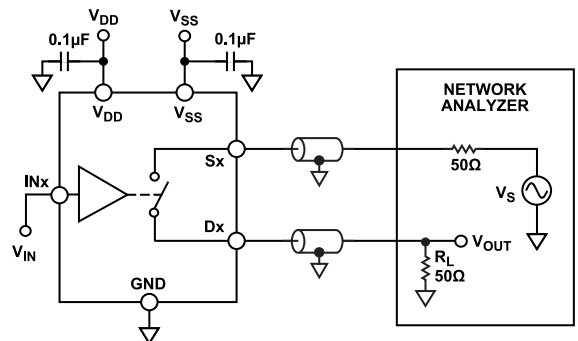 VDD
VSS
0.1µF
0.1µF
VDD
VSS
NETWORK
ANALYZER
Sx
50Ω
INx
VS
Dx
VOUT
VIN
RL
50Ω
GND